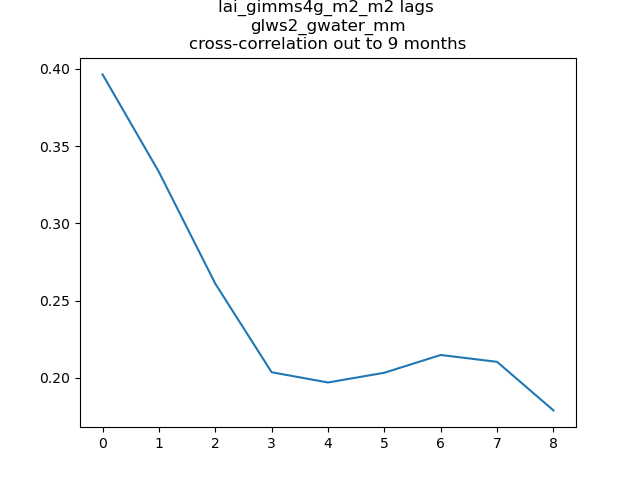 lai_gimms4g_m2_m2 lags
glws2_gwater_mm
cross-correlation out to 9 months
0.40
0.35
0.30
0.25
0.20
0 1 2 3 4 5 6 7 8